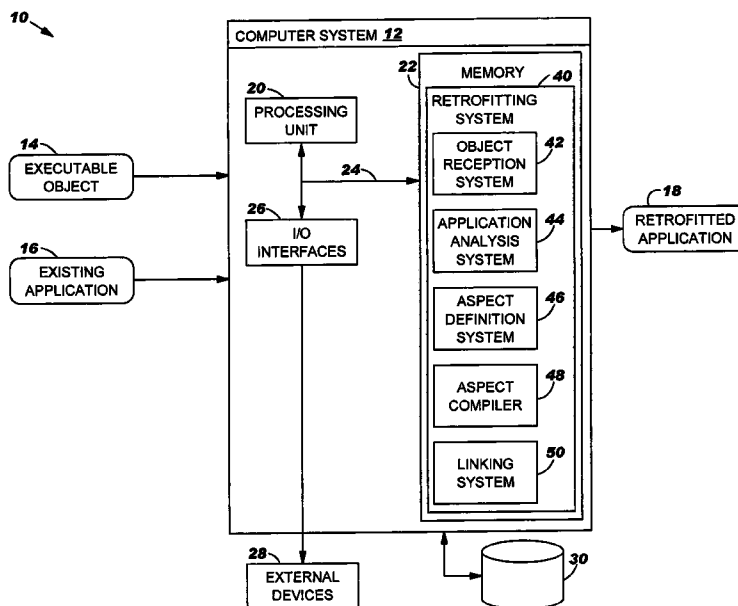 10
COMPUTER SYSTEM 12
22
MEMORY
40
RETROFITTING
SYSTEM
20
PROCESSING
UNIT
42
OBJECT
RECEPTION
SYSTEM
14
EXECUTABLE
OBJECT
24
26
I/O
INTERFACES
44
APPLICATION
ANALYSIS
SYSTEM
18
RETROFITTED
APPLICATION
16
EXISTING
APPLICATION
46
ASPECT
DEFINITION
SYSTEM
48
ASPECT
COMPILER
50
LINKING
SYSTEM
28
EXTERNAL
DEVICES
30